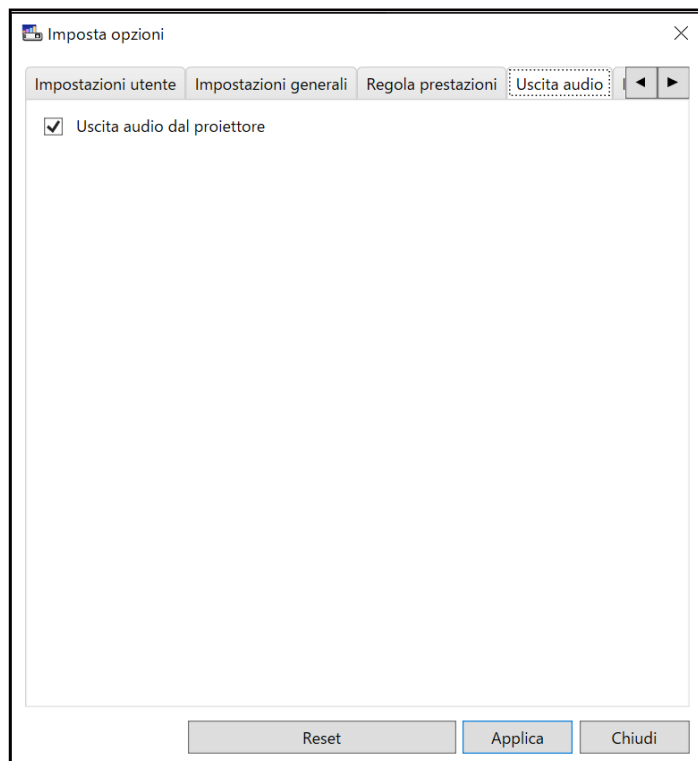 Imposta opzioni
Impostazioni utente Impostazioni generali Regola prestazioni Uscita audio
Uscita audio dal proiettore
Reset Applica Chiudi